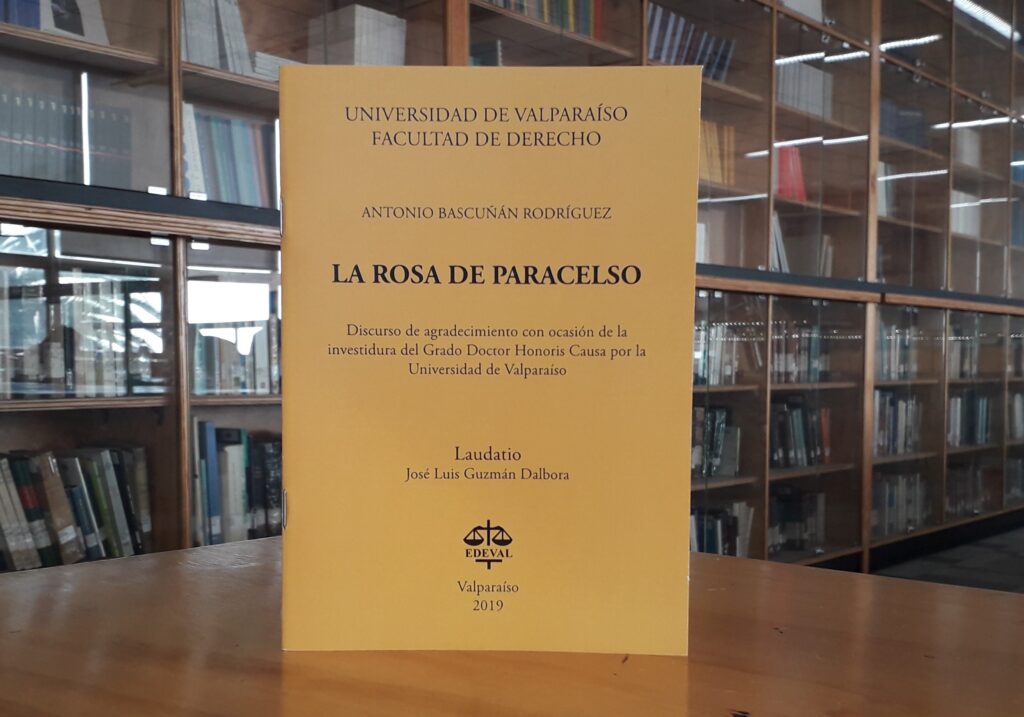 UNIVERSIDAD DE VALPARAÍSO
FACULTAD DE DERECHO
ANTONIO BASCUÑÁN RODRÍGUEZ
LA ROSA DE PARACELSO
Discurso de agradecimiento con ocasión de la
investidura del Grado Doctor Honoris Causa por la
Universidad de Valparaíso
Laudatio
José Luis Guzmán Dalbora
EDEVAL
Valparaíso
2019